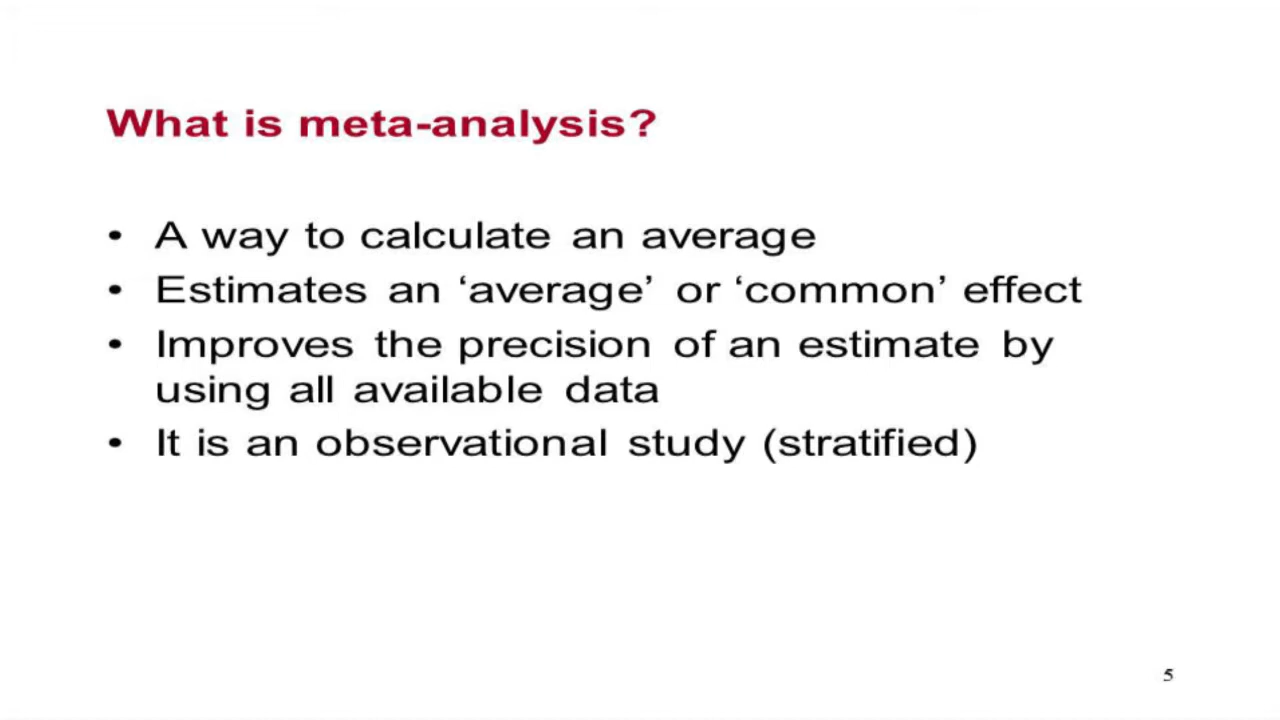 What is meta-analysis?
• A way to calculate an average
• Estimates an ‘average’ or ‘common’ effect
• Improves the precision of an estimate by
using all available data
• It is an observational study (stratified)
5